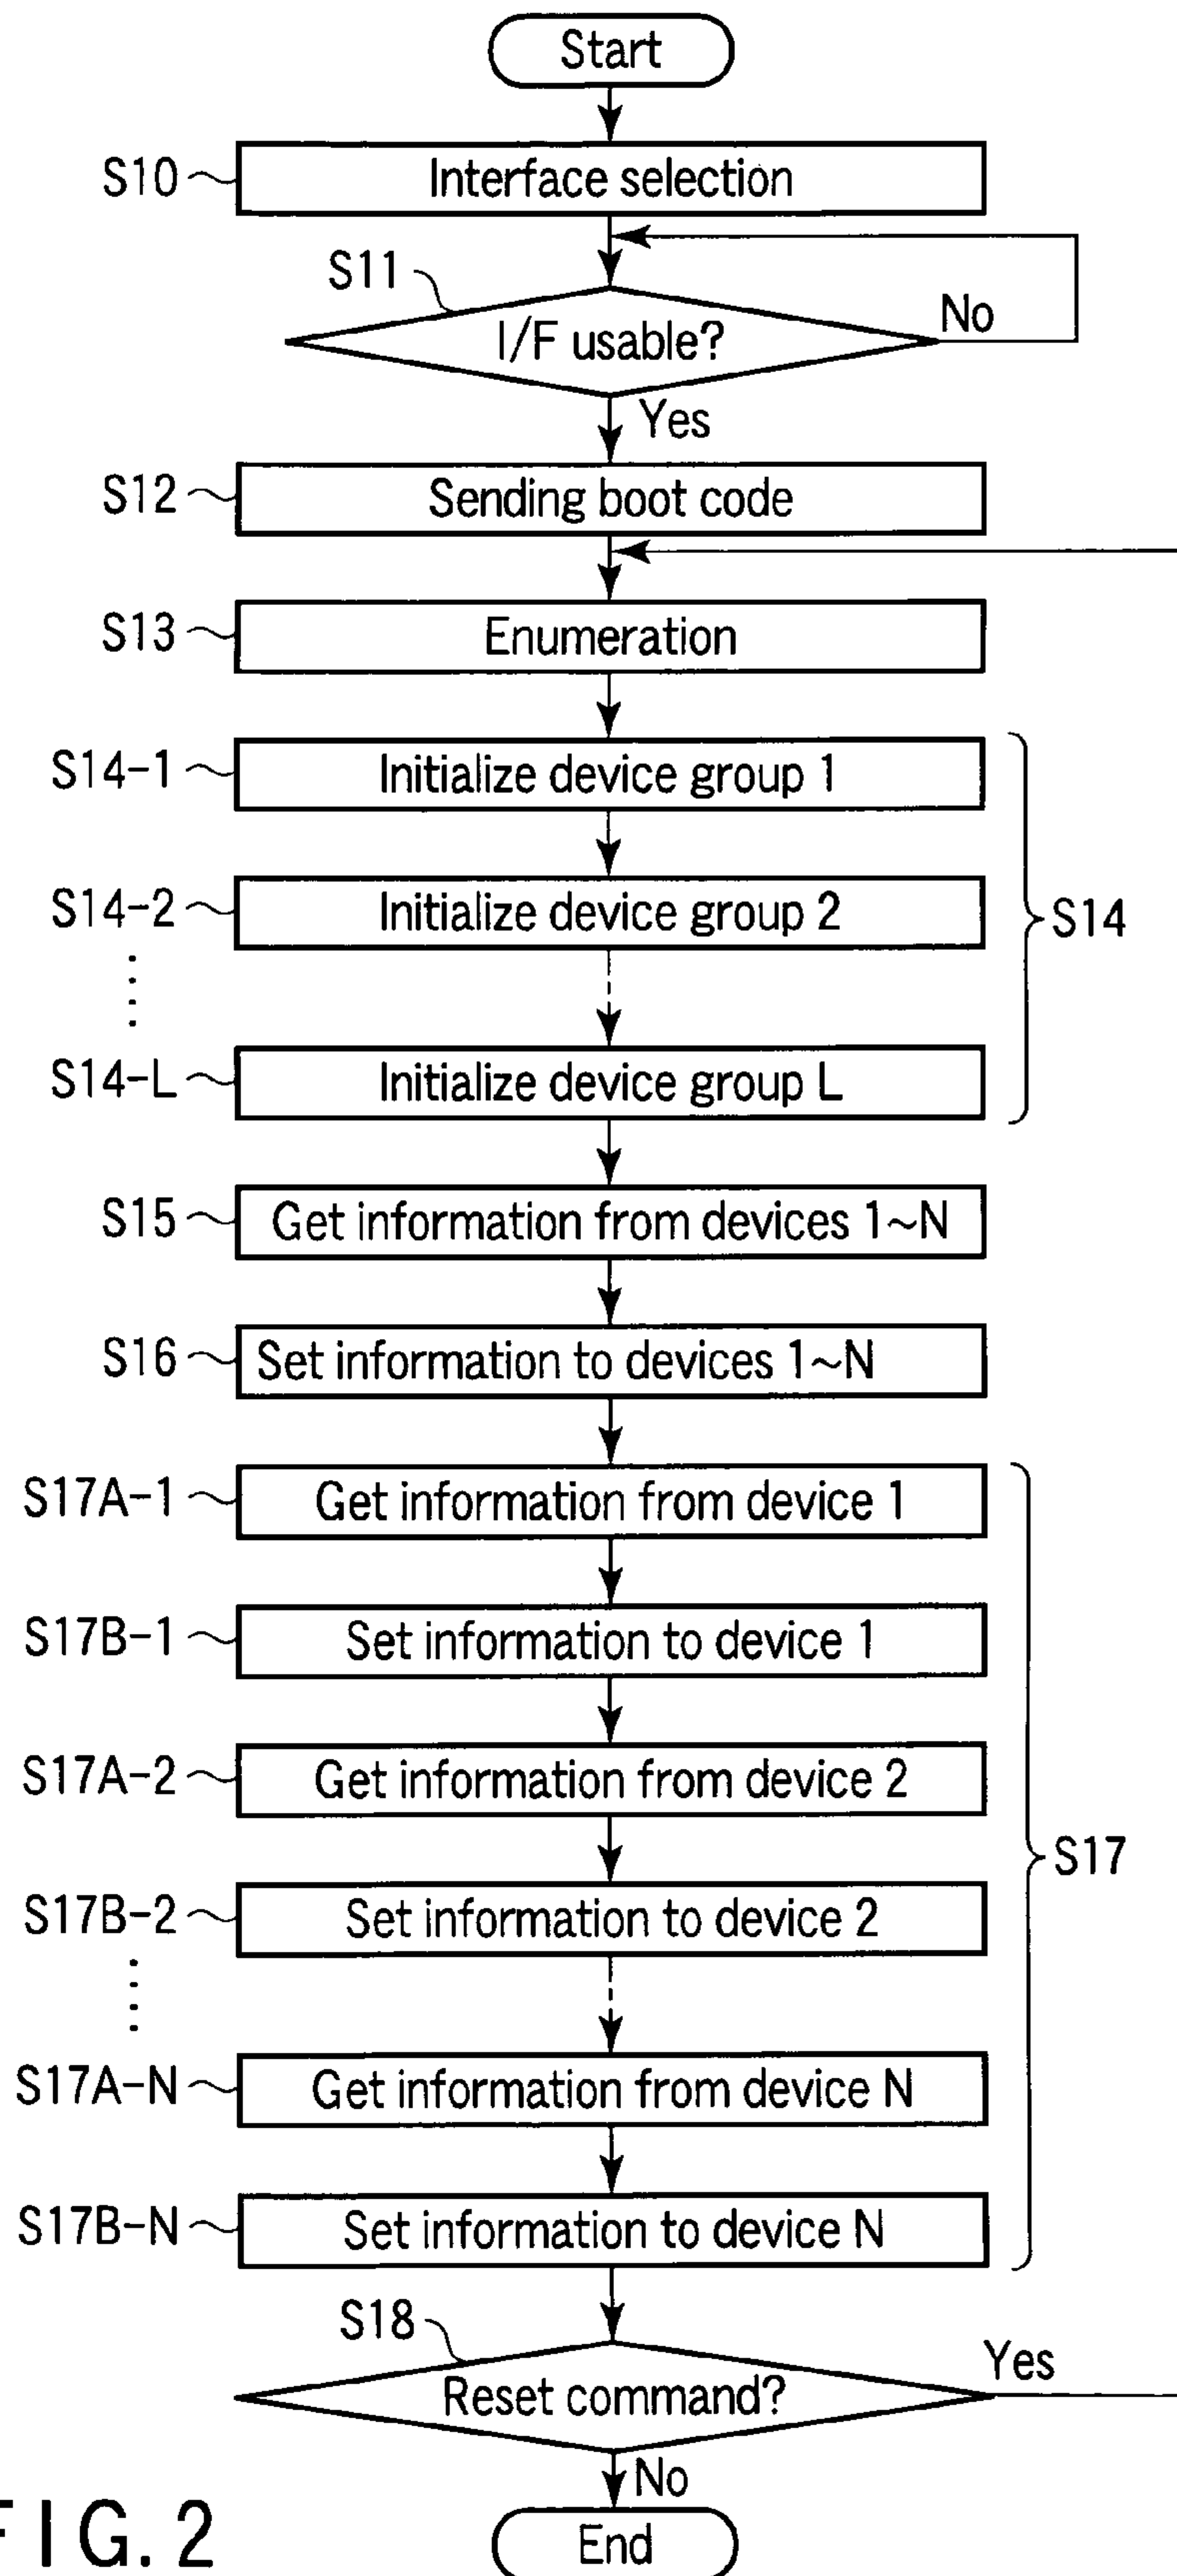 Start
S10 Interface selection
S11
I/F usable?
No
Yes
S12 Sending boot code
S13 Enumeration
S14-1 Initialize device group 1
S14-2 Initialize device group 2
S14
S14-L Initialize device group L
S15 Get information from devices 1~N
S16 Set information to devices 1~N
S17A-1 Get information from device 1
S17B-1 Set information to device 1
S17A-2 Get information from device 2
S17
S17B-2 Set information to device 2
S17A-N Get information from device N
S17B-N Set information to device N
S18
Reset command?
Yes
No
End
FIG. 2